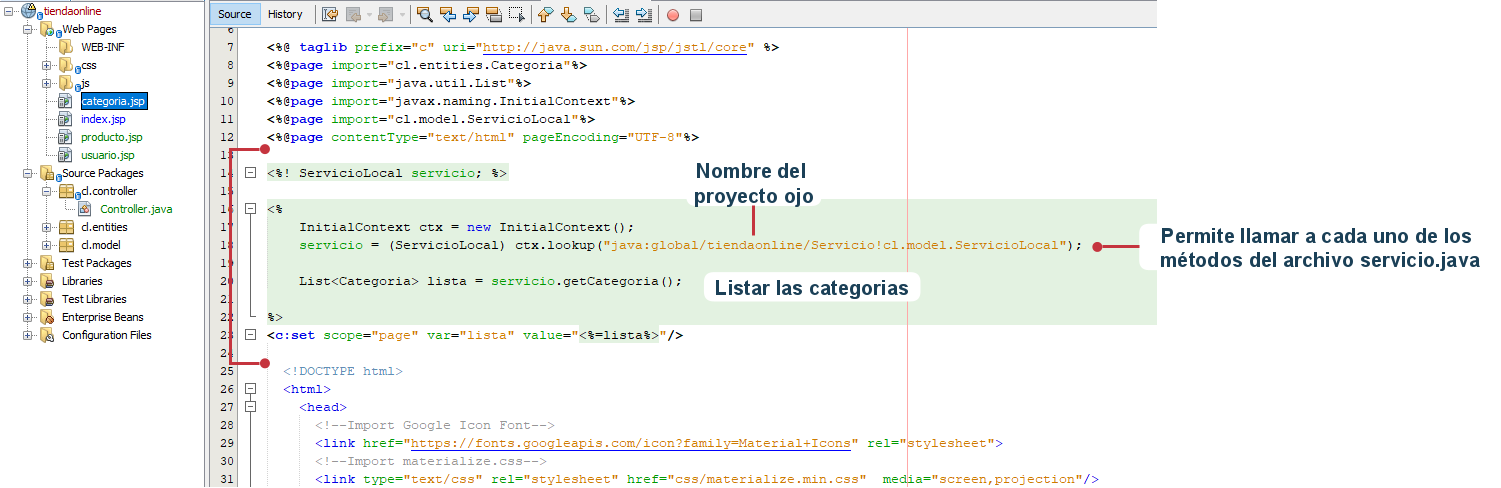 tiendaonline
Web Pages
WEB-INF
css
js
categoria.jsp
index.jsp
producto.jsp
usuario.jsp
Source Packages
cl.controller
Controller.java
cl.entities
cl.model
Test Packages
Libraries
Test Libraries
Enterprise Beans
Configuration Files
Source History
6
7 <%@ taglib prefix="c" uri="http://java.sun.com/jsp/jstl/core" %>
8 <%@page import="cl.entities.Categoria"%>
9 <%@page import="java.util.List"%>
10 <%@page import="javax.naming.InitialContext"%>
11 <%@page import="cl.model.ServicioLocal"%>
12 <%@page contentType="text/html" pageEncoding="UTF-8"%>
13
14 <%! ServicioLocal servicio; %>
15
16 <%
17 InitialContext ctx = new InitialContext();
18 servicio = (ServicioLocal) ctx.lookup("java:global/tiendaonline/Servicio!cl.model.ServicioLocal");
19
20 List<Categoria> lista = servicio.getCategoria();
21
22 %>
23 <c:set scope="page" var="lista" value="<%=lista%>"/>
24
25 <!DOCTYPE html>
26 <html>
27 <head>
28 <!--Import Google Icon Font-->
29 <link href="https://fonts.googleapis.com/icon?family=Material+Icons" rel="stylesheet">
30 <!--Import materialize.css-->
31 <link type="text/css" rel="stylesheet" href="css/materialize.min.css"  media="screen,projection"/>
Nombre del
proyecto ojo
Permite llamar a cada uno de los
métodos del archivo servicio.java
Listar las categorias